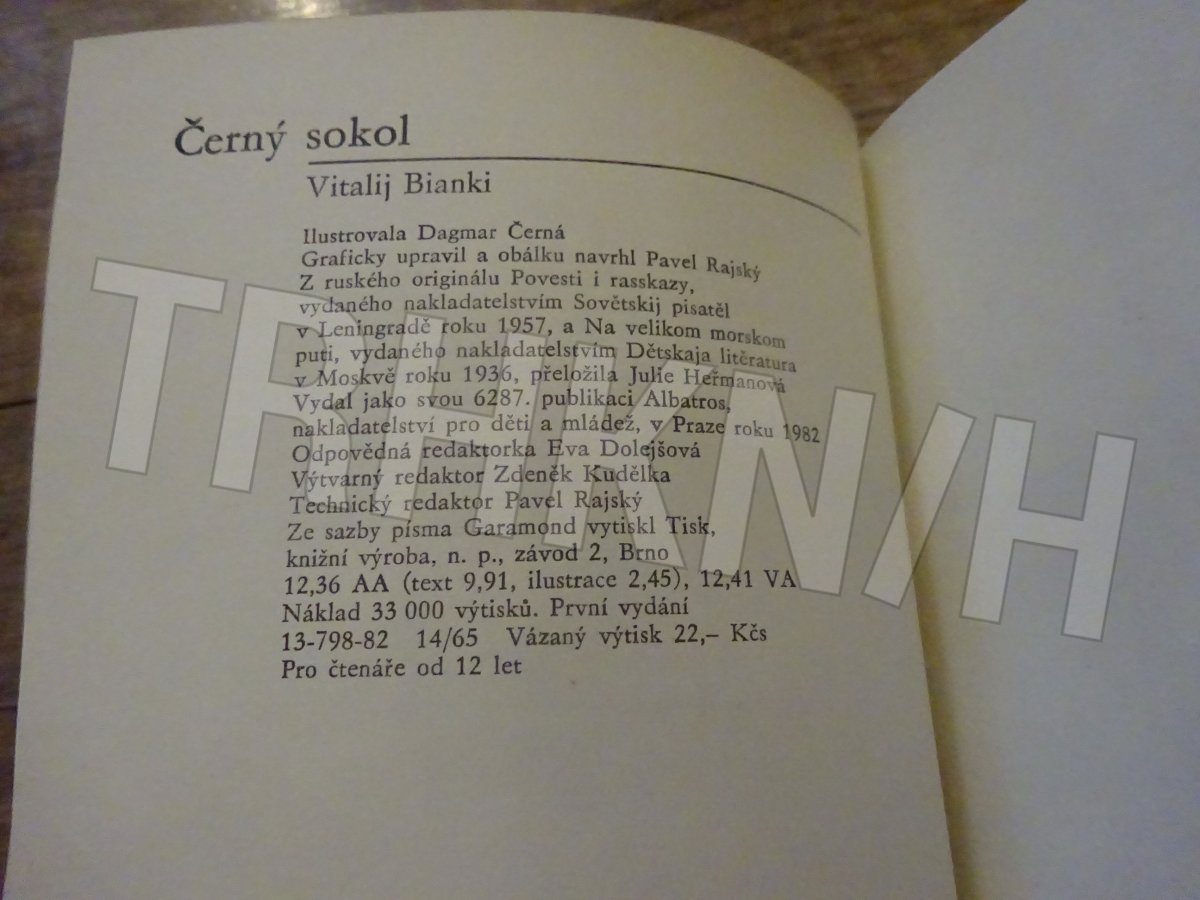 Černý sokol
Vitalij Bianki
Ilustrovala Dagmar Černá
Graficky upravil a obálku navrhl Pavel Rajský
Z ruského originálu Povesti i rasskazy,
vydaného nakladatelstvím Sovětskij pisatěl
v Leningradě roku 1957, a Na velikom morskom
puti, vydaného nakladatelstvím Dětskaja litěratura
v Moskvě roku 1936, přeložila Julie Heřmanová
Vydal jako svou 6287. publikaci Albatros,
nakladatelství pro děti a mládež, v Praze roku 1982
Odpovědná redaktorka Eva Dolejšová
Výtvarný redaktor Zdeněk Kudělka
Technický redaktor Pavel Rajský
Ze sazby písma Garamond vytiskl Tisk,
knižní výroba, n. p., závod 2, Brno
12,36 AA (text 9,91, ilustrace 2,45), 12,41 VA
Náklad 33 000 výtisků. První vydání
13-798-82 14/65 Vázaný výtisk 22,– Kčs
Pro čtenáře od 12 let
TRHKN/H